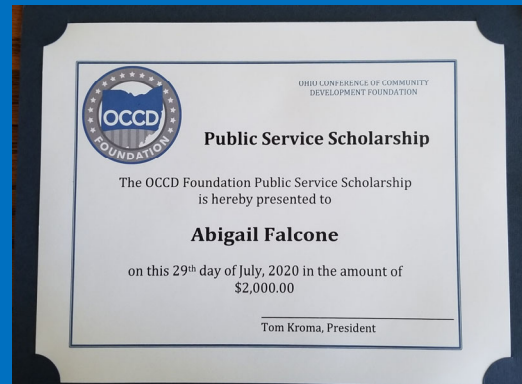 OCCD
FOUNDATION
OHIO CONFERENCE OF COMMUNITY
DEVELOPMENT FOUNDATION
Public Service Scholarship
The OCCD Foundation Public Service Scholarship
is hereby presented to
Abigail Falcone
on this 29th day of July, 2020 in the amount of
$2,000.00
Tom Kroma, President